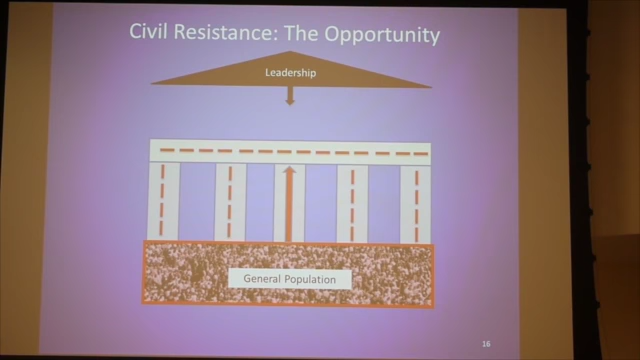 Civil Resistance: The Opportunity
Leadership
General Population
16